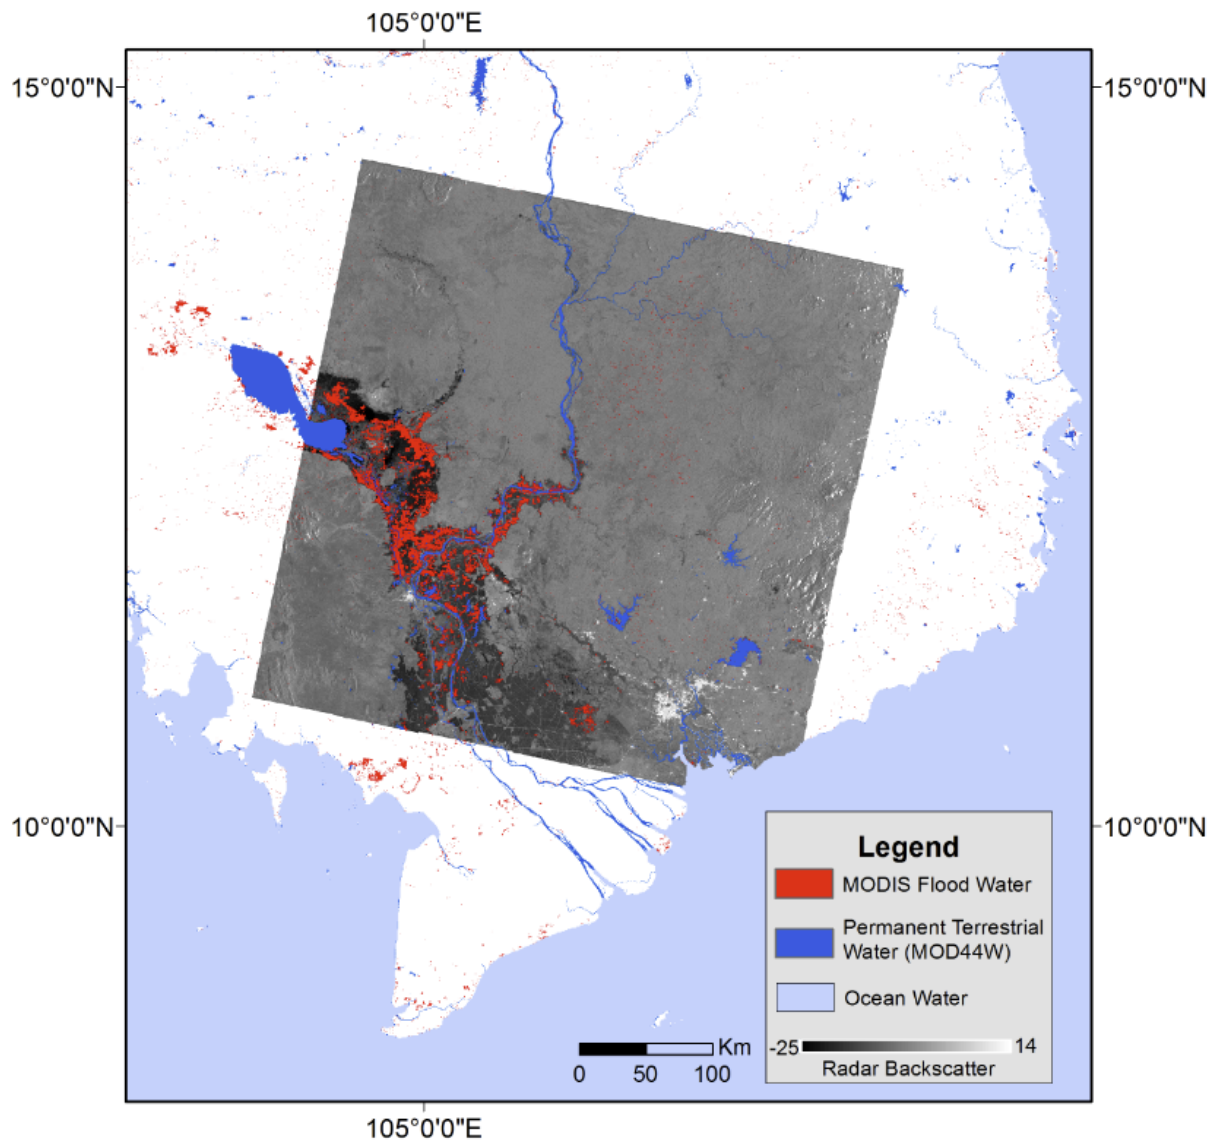 105°0'0"E
15°0'0"N
15°0'0"N
10°0'0"N
10°0'0"N
Legend
MODIS Flood Water
Permanent Terrestrial
Water (MOD44W)
Ocean Water
-25 14
Radar Backscatter
Km
0 50 100
105°0'0"E